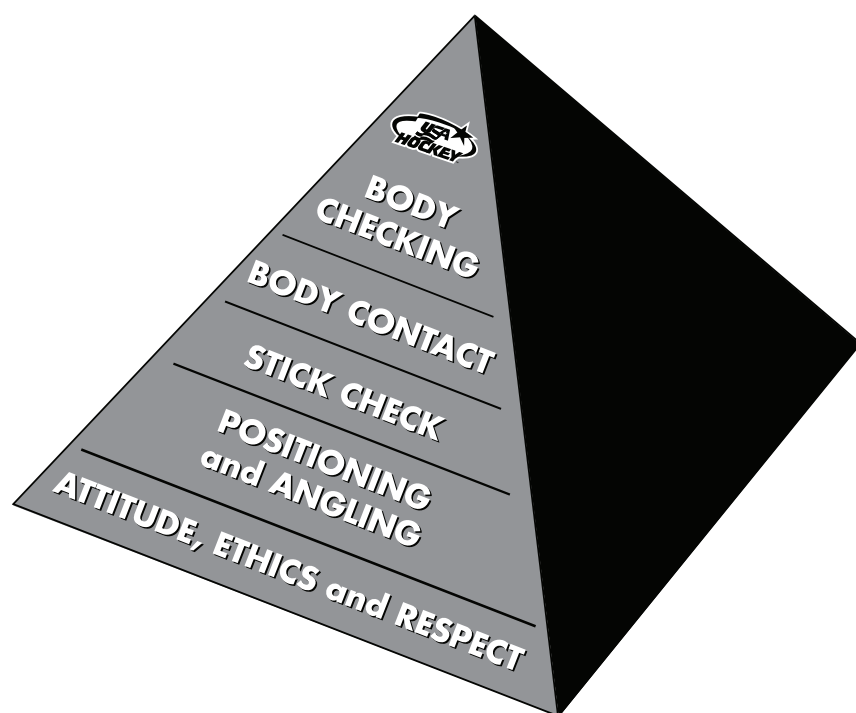 USA
HOCKEY
BODY
CHECKING
BODY CONTACT
STICK CHECK
POSITIONING
and ANGLING
ATTITUDE, ETHICS and RESPECT